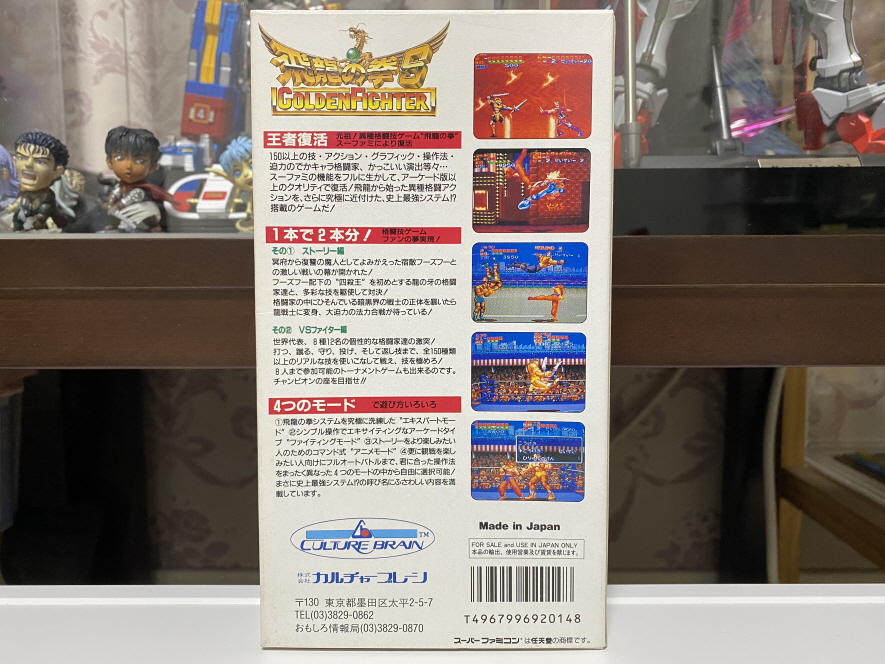 飛龍の拳S
GOLDENFIGHTER
王者復活
元祖!異種格闘技ゲーム"飛龍の拳"
スーファミにより復活
150以上の技・アクション・グラフィック・操作法・
迫力のでかキャラ格闘家、かっこいい演出等々…
スーファミの機能をフルに生かして、アーケード版以
上のクオリティで復活!飛龍から始った異種格闘アク
ションを、さらに究極に近付けた、史上最強システム!?
搭載のゲームだ!
1本で2本分!
格闘技ゲーム
ファンの夢実現!
その① ストーリー編
冥府から復讐の魔人としてよみがえった宿敵フーズフーと
の激しい戦いの幕が開かれた!
フーズフー配下の"四殺王"を初めとする龍の牙の格闘
家達と、多彩な技を駆使して対決!
格闘家の中にひそんでいる暗黒界の戦士の正体を暴いたら
龍戦士に変身、大迫力の法力合戦が待っている!
その② VSファイター編
世界代表、8種12名の個性的な格闘家達の激突!
打つ、蹴る、守り、投げ、そして返し技まで、全150種類
以上のリアルな技を使いこなして戦え、技を極めろ!
8人まで参加可能のトーナメントゲームも出来るのです。
チャンピオンの座を目指せ!!
4つのモード
で遊び方いろいろ
①飛龍の拳システムを究極に洗練した"エキスパートモ
ード"②シンプル操作でエキサイティングなアーケードタイ
プ"ファイティングモード"③ストーリーをより楽しみたい
人のためのコマンド式"アニメモード"④更に観戦を楽し
みたい人向けにフルオートバトルまで、君に合った操作法
をまったく異なった4つのモードの中から自由に選択可能!
まさに史上最強システム!?の呼び名にふさわしい内容を満
載しています。
CULTURE BRAIN™
株式会社 カルチャーブレーン
〒130 東京都墨田区太平2-5-7
TEL(03)3829-0862
おもしろ情報局(03)3829-0870
Made in Japan
FOR SALE and USE IN JAPAN ONLY
本品の輸出、使用営業及び賃貸を禁じます。
T4967996920148
スーパーファミコンは任天堂の商標です。
4